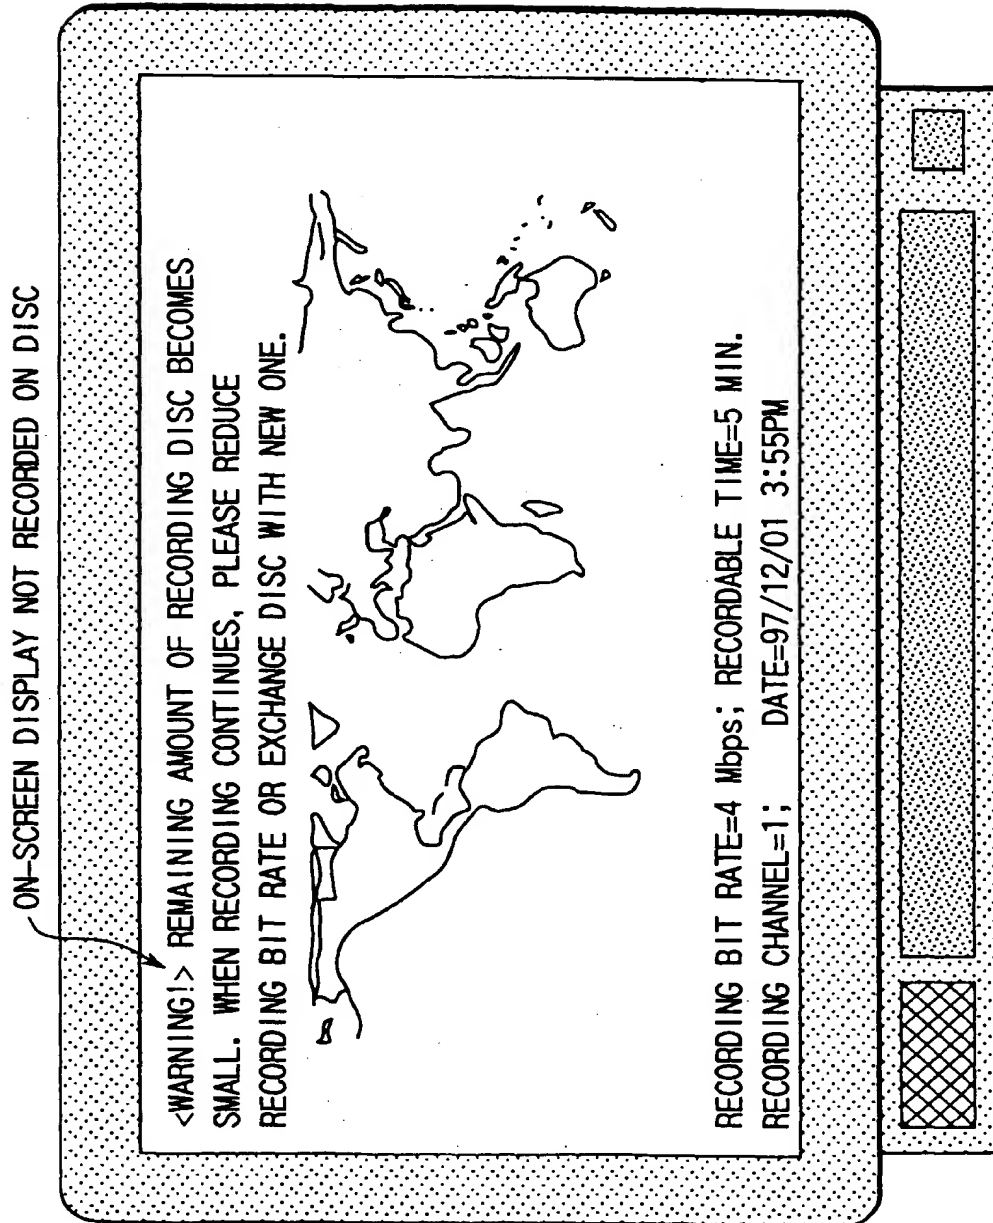 ON-SCREEN DISPLAY NOT RECORDED ON DISC
<WARNING!> REMAINING AMOUNT OF RECORDING DISC BECOMES
SMALL. WHEN RECORDING CONTINUES, PLEASE REDUCE
RECORDING BIT RATE OR EXCHANGE DISC WITH NEW ONE.
RECORDING BIT RATE=4 Mbps; RECORDABLE TIME=5 MIN.
RECORDING CHANNEL=1; DATE=97/12/01 3:55PM